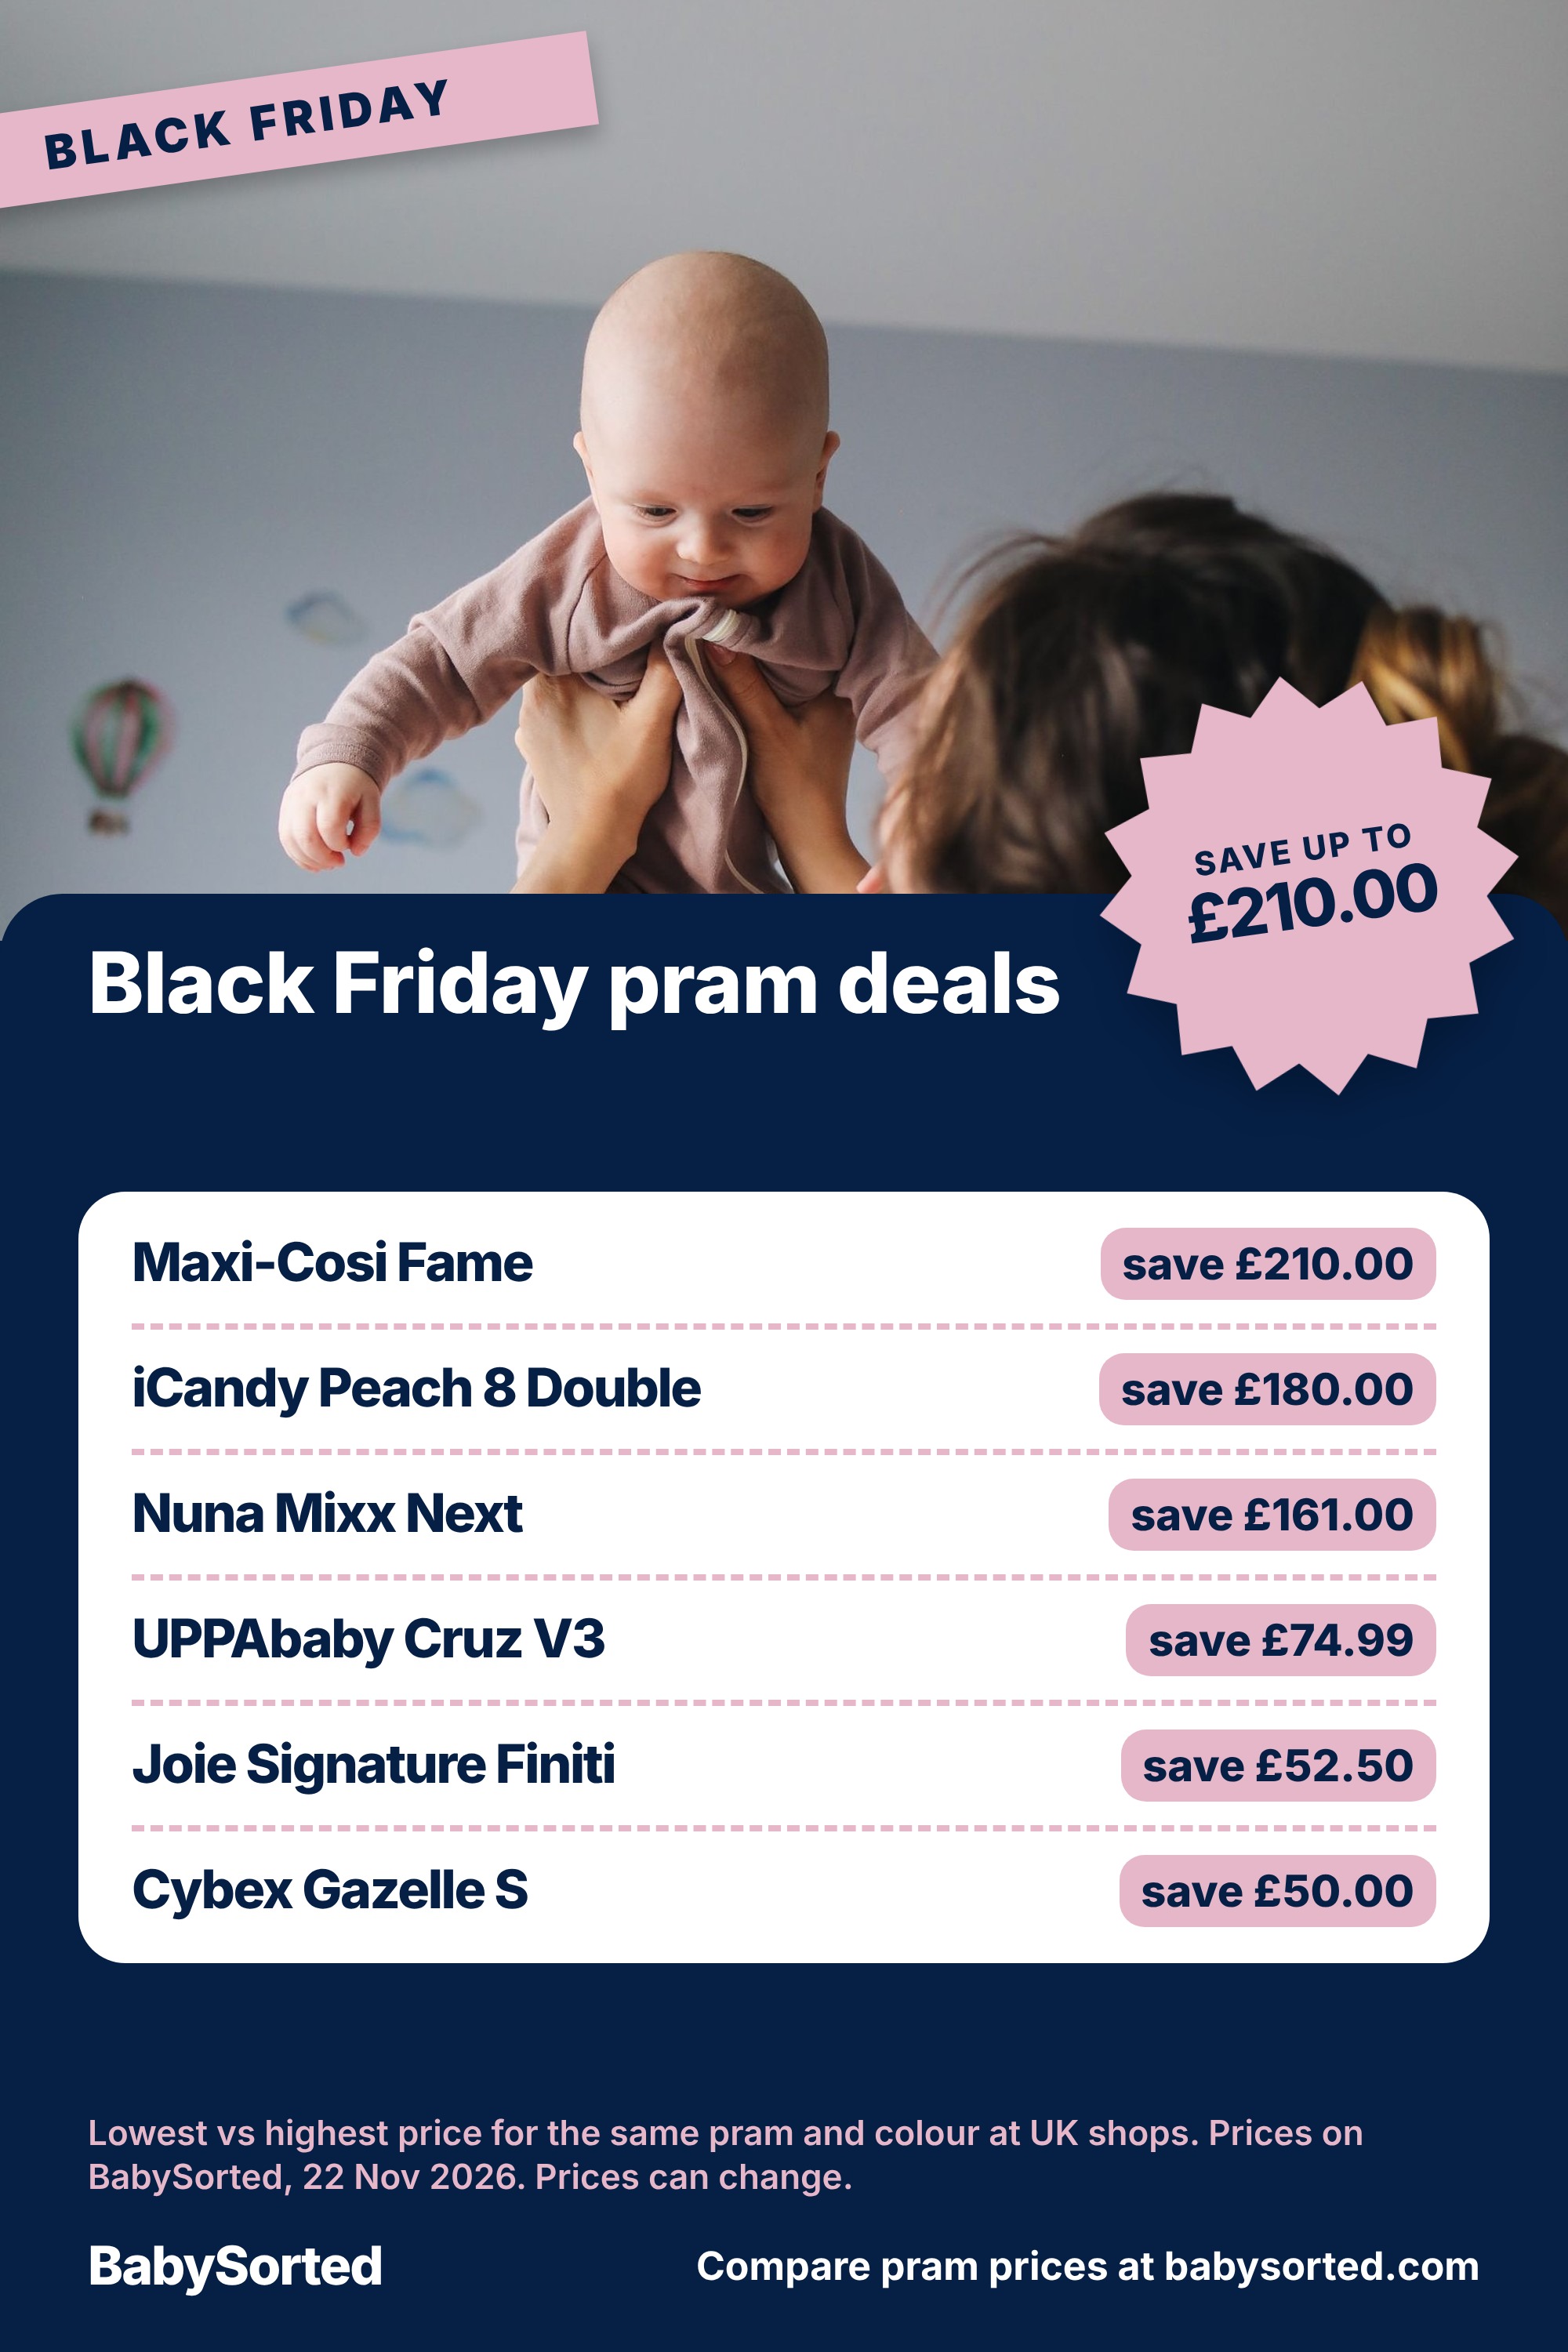 BLACK FRIDAY
SAVE UP TO
£210.00
Black Friday pram deals
Maxi-Cosi Fame save £210.00
iCandy Peach 8 Double save £180.00
Nuna Mixx Next save £161.00
UPPAbaby Cruz V3 save £74.99
Joie Signature Finiti save £52.50
Cybex Gazelle S save £50.00
Lowest vs highest price for the same pram and colour at UK shops. Prices on
BabySorted, 22 Nov 2026. Prices can change.
BabySorted Compare pram prices at babysorted.com